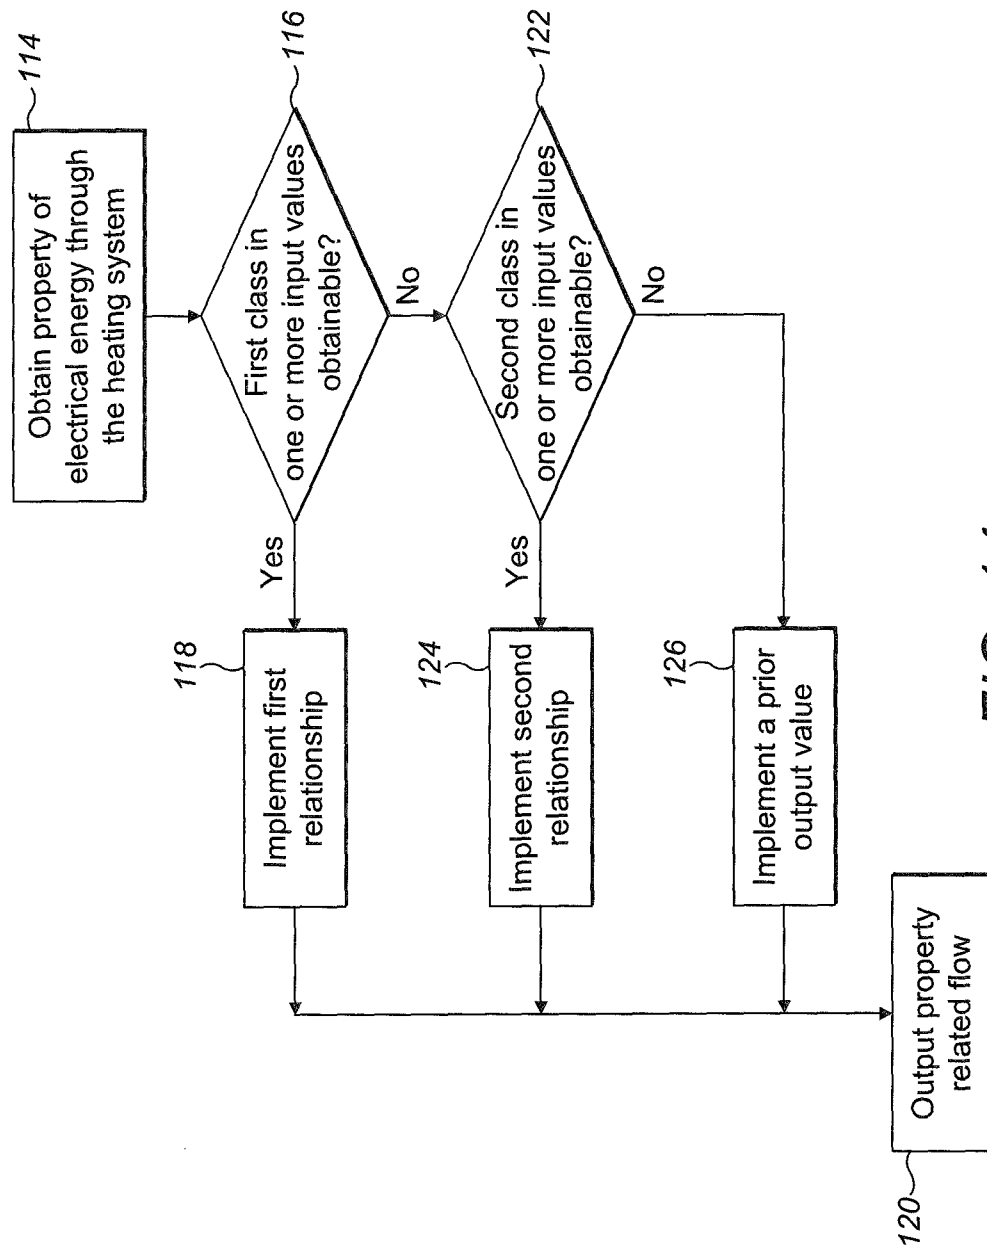 114
Obtain property of
electrical energy through
the heating system
116
First class in
one or more input values
obtainable?
Yes
No
118
Implement first
relationship
122
Second class in
one or more input values
obtainable?
Yes
No
124
Implement second
relationship
126
Implement a prior
output value
120
Output property
related flow